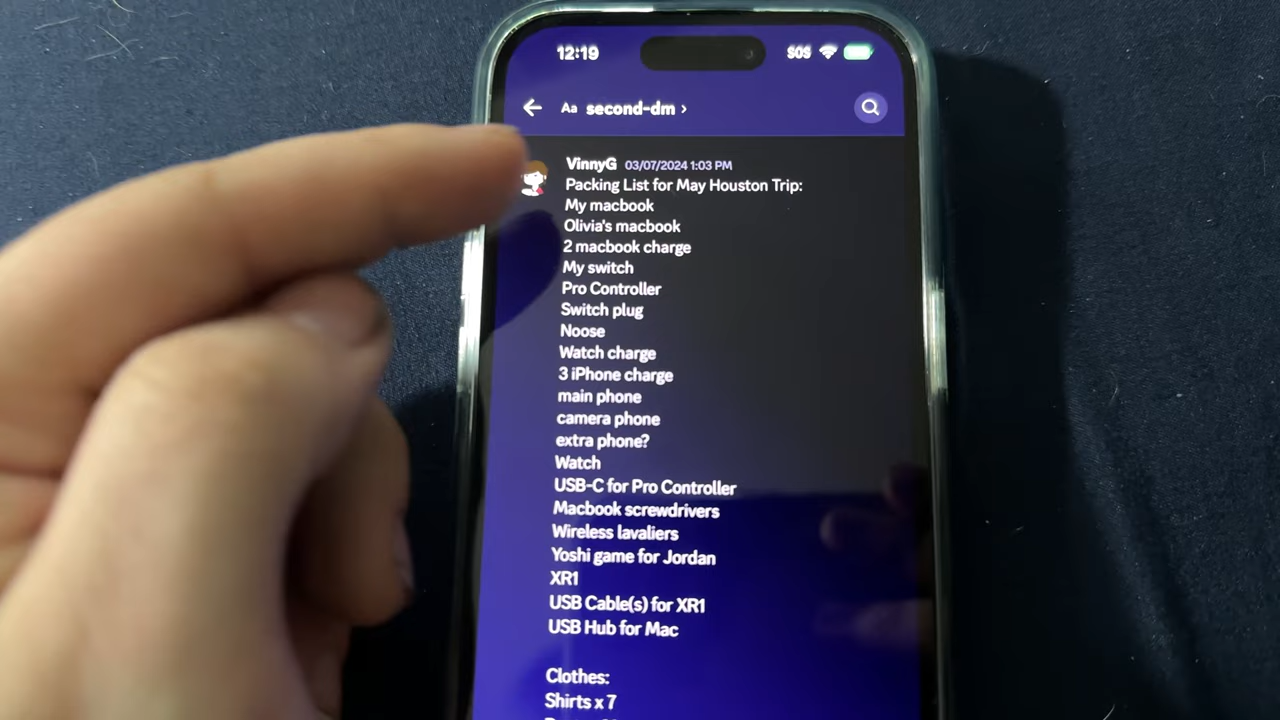 12:19
SOS
Aa second-dm ›
VinnyG 03/07/2024 1:03 PM
Packing List for May Houston Trip:
My macbook
Olivia's macbook
2 macbook charge
My switch
Pro Controller
Switch plug
Noose
Watch charge
3 iPhone charge
main phone
camera phone
extra phone?
Watch
USB-C for Pro Controller
Macbook screwdrivers
Wireless lavaliers
Yoshi game for Jordan
XR1
USB Cable(s) for XR1
USB Hub for Mac
Clothes:
Shirts x 7